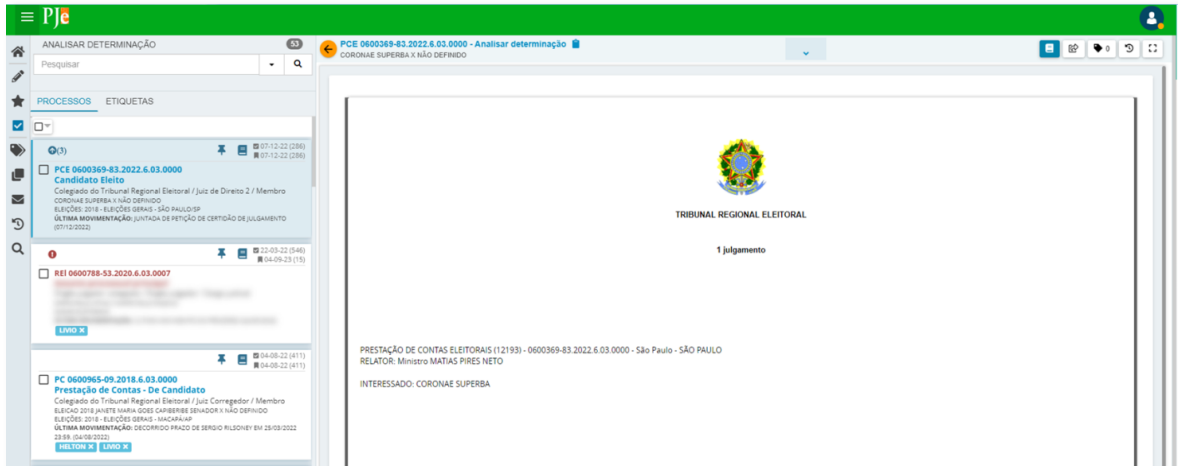 PJe
ANALISAR DETERMINAÇÃO 53
Pesquisar
PROCESSOS ETIQUETAS
(3) 07-12-22 (286)
07-12-22 (286)
PCE 0600369-83.2022.6.03.0000
Candidato Eleito
Colegiado do Tribunal Regional Eleitoral / Juiz de Direito 2 / Membro
CORONAE SUPERBA X NÃO DEFINIDO
ELEIÇÕES: 2018 - ELEIÇÕES GERAIS - SÃO PAULO/SP
ÚLTIMA MOVIMENTAÇÃO: JUNTADA DE PETIÇÃO DE CERTIDÃO DE JULGAMENTO
(07/12/2022)
22-03-22 (546)
04-09-23 (15)
REl 0600788-53.2020.6.03.0007
LIVIO ×
04-08-22 (411)
04-08-22 (411)
PC 0600965-09.2018.6.03.0000
Prestação de Contas - De Candidato
Colegiado do Tribunal Regional Eleitoral / Juiz Corregedor / Membro
ELEICAO 2018 JANETE MARIA GOES CAPIBERIBE SENADOR X NÃO DEFINIDO
ELEIÇÕES: 2018 - ELEIÇÕES GERAIS - MACAPÁ/AP
ÚLTIMA MOVIMENTAÇÃO: DECORRIDO PRAZO DE SERGIO RILSONEY EM 25/03/2022
23:59. (04/08/2022)
HELTON × LIVIO ×
PCE 0600369-83.2022.6.03.0000 - Analisar determinação
CORONAE SUPERBA X NÃO DEFINIDO
0
TRIBUNAL REGIONAL ELEITORAL
1 julgamento
PRESTAÇÃO DE CONTAS ELEITORAIS (12193) - 0600369-83.2022.6.03.0000 - São Paulo - SÃO PAULO
RELATOR: Ministro MATIAS PIRES NETO
INTERESSADO: CORONAE SUPERBA